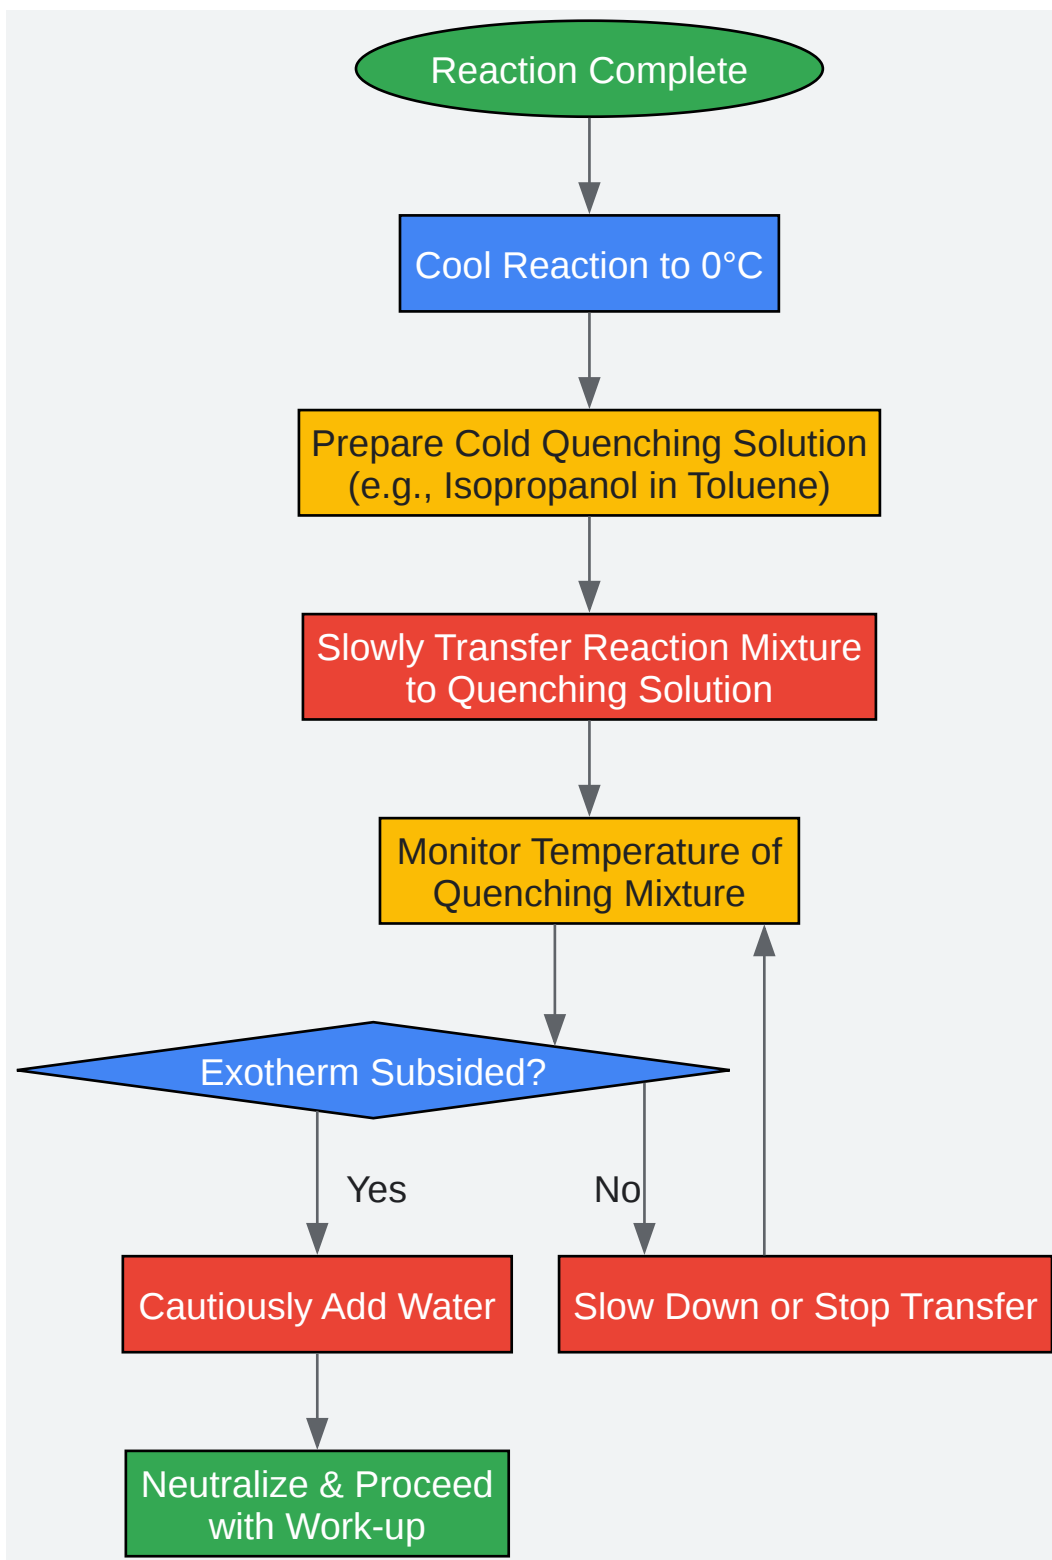 Reaction Complete
Cool Reaction to 0°C
Prepare Cold Quenching Solution
(e.g., Isopropanol in Toluene)
Slowly Transfer Reaction Mixture
to Quenching Solution
Monitor Temperature of
Quenching Mixture
Exotherm Subsided?
Yes
No
Cautiously Add Water
Slow Down or Stop Transfer
Neutralize & Proceed
with Work-up